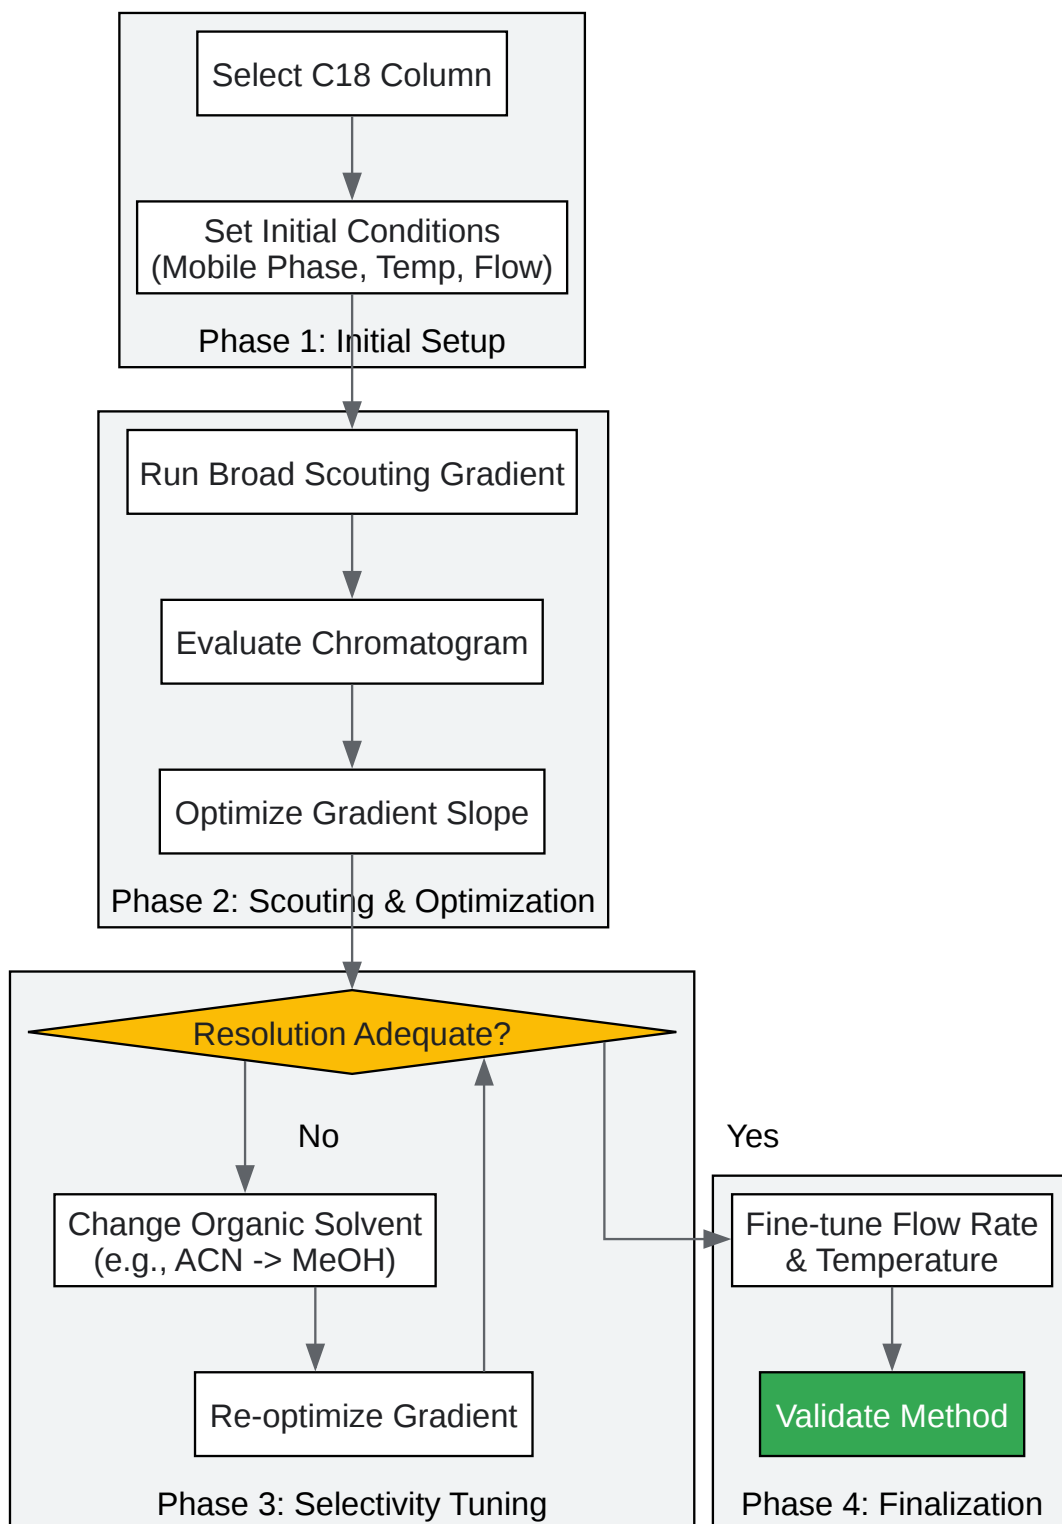 Select C18 Column
Set Initial Conditions
(Mobile Phase, Temp, Flow)
Phase 1: Initial Setup
Run Broad Scouting Gradient
Evaluate Chromatogram
Optimize Gradient Slope
Phase 2: Scouting & Optimization
Resolution Adequate?
No
Yes
Change Organic Solvent
(e.g., ACN -> MeOH)
Fine-tune Flow Rate
& Temperature
Re-optimize Gradient
Validate Method
Phase 3: Selectivity Tuning
Phase 4: Finalization